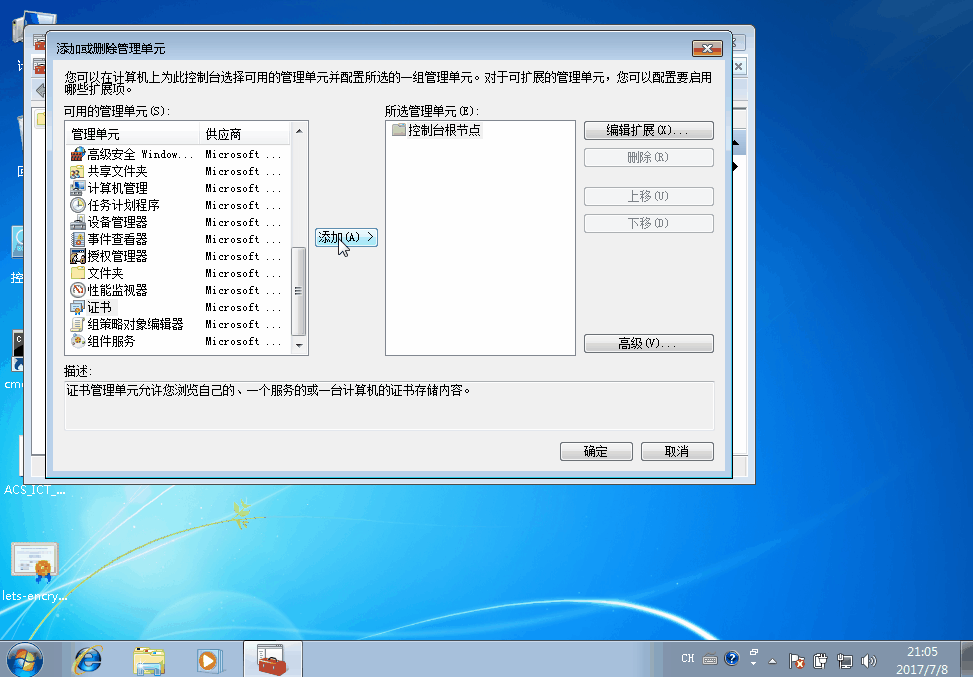 添加或删除管理单元
您可以在计算机上为此控制台选择可用的管理单元并配置所选的一组管理单元。对于可扩展的管理单元，您可以配置要启用
哪些扩展项。
可用的管理单元(S):
所选管理单元(E):
管理单元 供应商
高级安全 Window... Microsoft ...
共享文件夹 Microsoft ...
计算机管理 Microsoft ...
任务计划程序 Microsoft ...
设备管理器 Microsoft ...
事件查看器 Microsoft ...
授权管理器 Microsoft ...
文件夹 Microsoft ...
性能监视器 Microsoft ...
证书 Microsoft ...
组策略对象编辑器 Microsoft ...
组件服务 Microsoft ...
添加(A) >
控制台根节点
编辑扩展(X)...
删除(R)
上移(U)
下移(D)
高级(V)...
描述:
证书管理单元允许您浏览自己的、一个服务的或一台计算机的证书存储内容。
确定
取消
ACS_ICT_...
lets-encry...
CH
21:05
2017/7/8